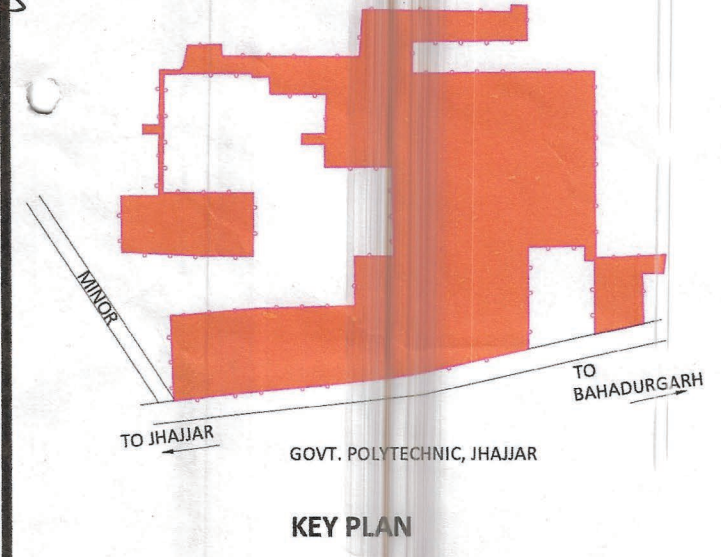 MINOR
TO
BAHADURGARH
TO JHAJJAR
GOVT. POLYTECHNIC, JHAJJAR
KEY PLAN